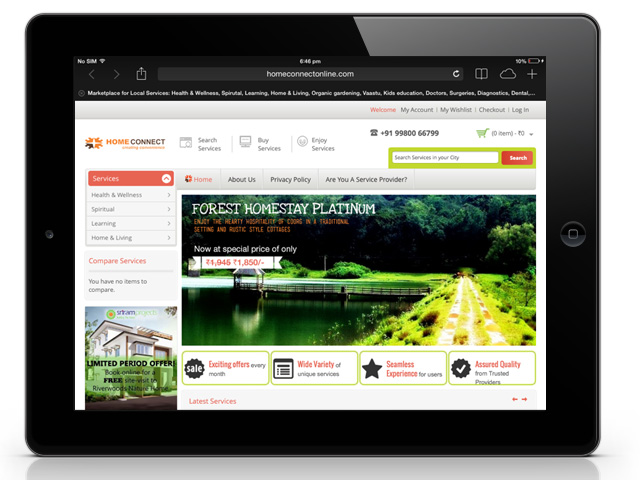 No SIM 6:46 pm 10%
homeconnectonline.com
Marketplace for Local Services: Health & Wellness, Spirutal, Learning, Home & Living, Organic gardening, Vaastu, Kids education, Doctors, Surgeries, Diagnostics, Dental,...
Welcome My Account | My Wishlist | Checkout | Log In
HOMECONNECT
creating convenience
Search Services
Buy Services
Enjoy Services
+91 99800 66799
(0 item) - ₹0
Search Services in your City
Search
Services
Health & Wellness
Spiritual
Learning
Home & Living
Home About Us Privacy Policy Are You A Service Provider?
Compare Services
You have no items to
compare.
FOREST HOMESTAY PLATINUM
ENJOY THE HEARTY HOSPITALITY OF COORG IN A TRADITIONAL
SETTING AND RUSTIC STYLE COTTAGES
Now at special price of only
₹1,945 ₹1,850/-
sriram projects
LIMITED PERIOD OFFER!
Book online for a
FREE site-visit to
Riverwoods Nature Home
sale
Exciting offers every
month
Wide Variety of
unique services
Seamless
Experience for users
Assured Quality
from Trusted
Providers
Latest Services